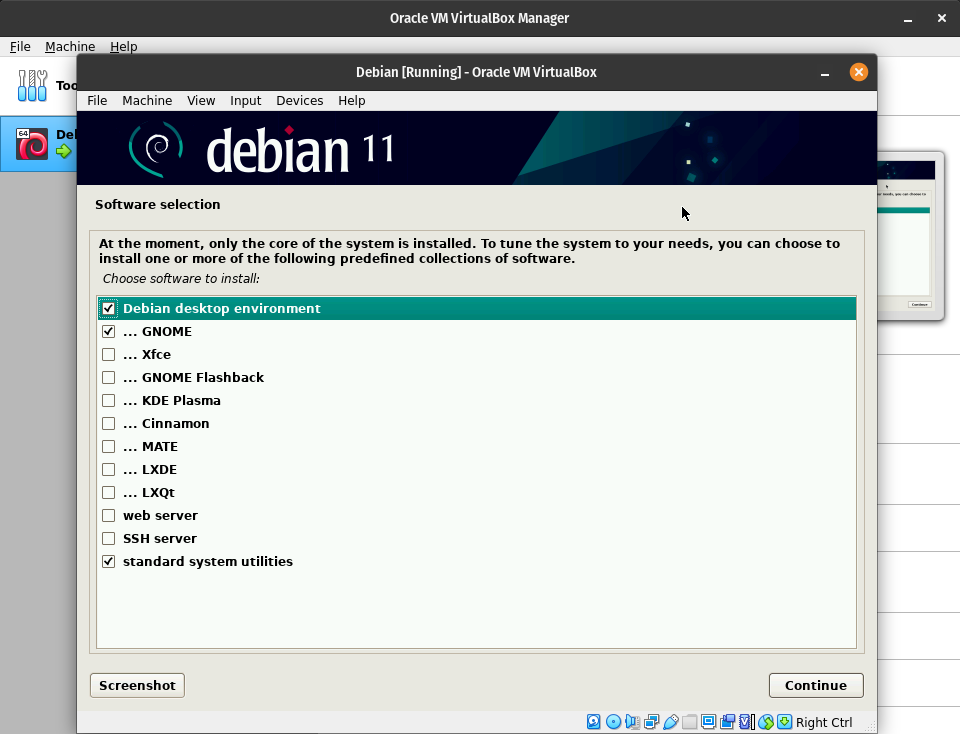 Oracle VM VirtualBox Manager
File Machine Help
Debian [Running] - Oracle VM VirtualBox
File Machine View Input Devices Help
64
debian 11
Software selection
At the moment, only the core of the system is installed. To tune the system to your needs, you can choose to
install one or more of the following predefined collections of software.
Choose software to install:
Debian desktop environment
... GNOME
... Xfce
... GNOME Flashback
... KDE Plasma
... Cinnamon
... MATE
... LXDE
... LXQt
web server
SSH server
standard system utilities
Screenshot
Continue
Right Ctrl